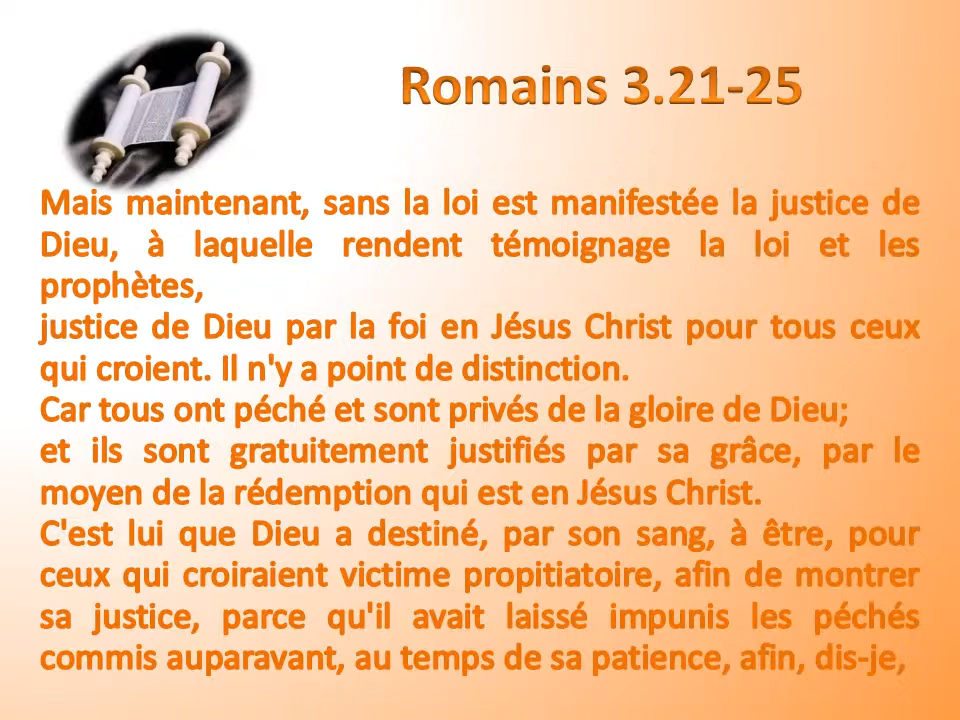 Romains 3.21-25
Mais maintenant, sans la loi est manifestée la justice de
Dieu, à laquelle rendent témoignage la loi et les
prophètes,
justice de Dieu par la foi en Jésus Christ pour tous ceux
qui croient. Il n'y a point de distinction.
Car tous ont péché et sont privés de la gloire de Dieu;
et ils sont gratuitement justifiés par sa grâce, par le
moyen de la rédemption qui est en Jésus Christ.
C'est lui que Dieu a destiné, par son sang, à être, pour
ceux qui croiraient victime propitiatoire, afin de montrer
sa justice, parce qu'il avait laissé impunis les péchés
commis auparavant, au temps de sa patience, afin, dis-je,